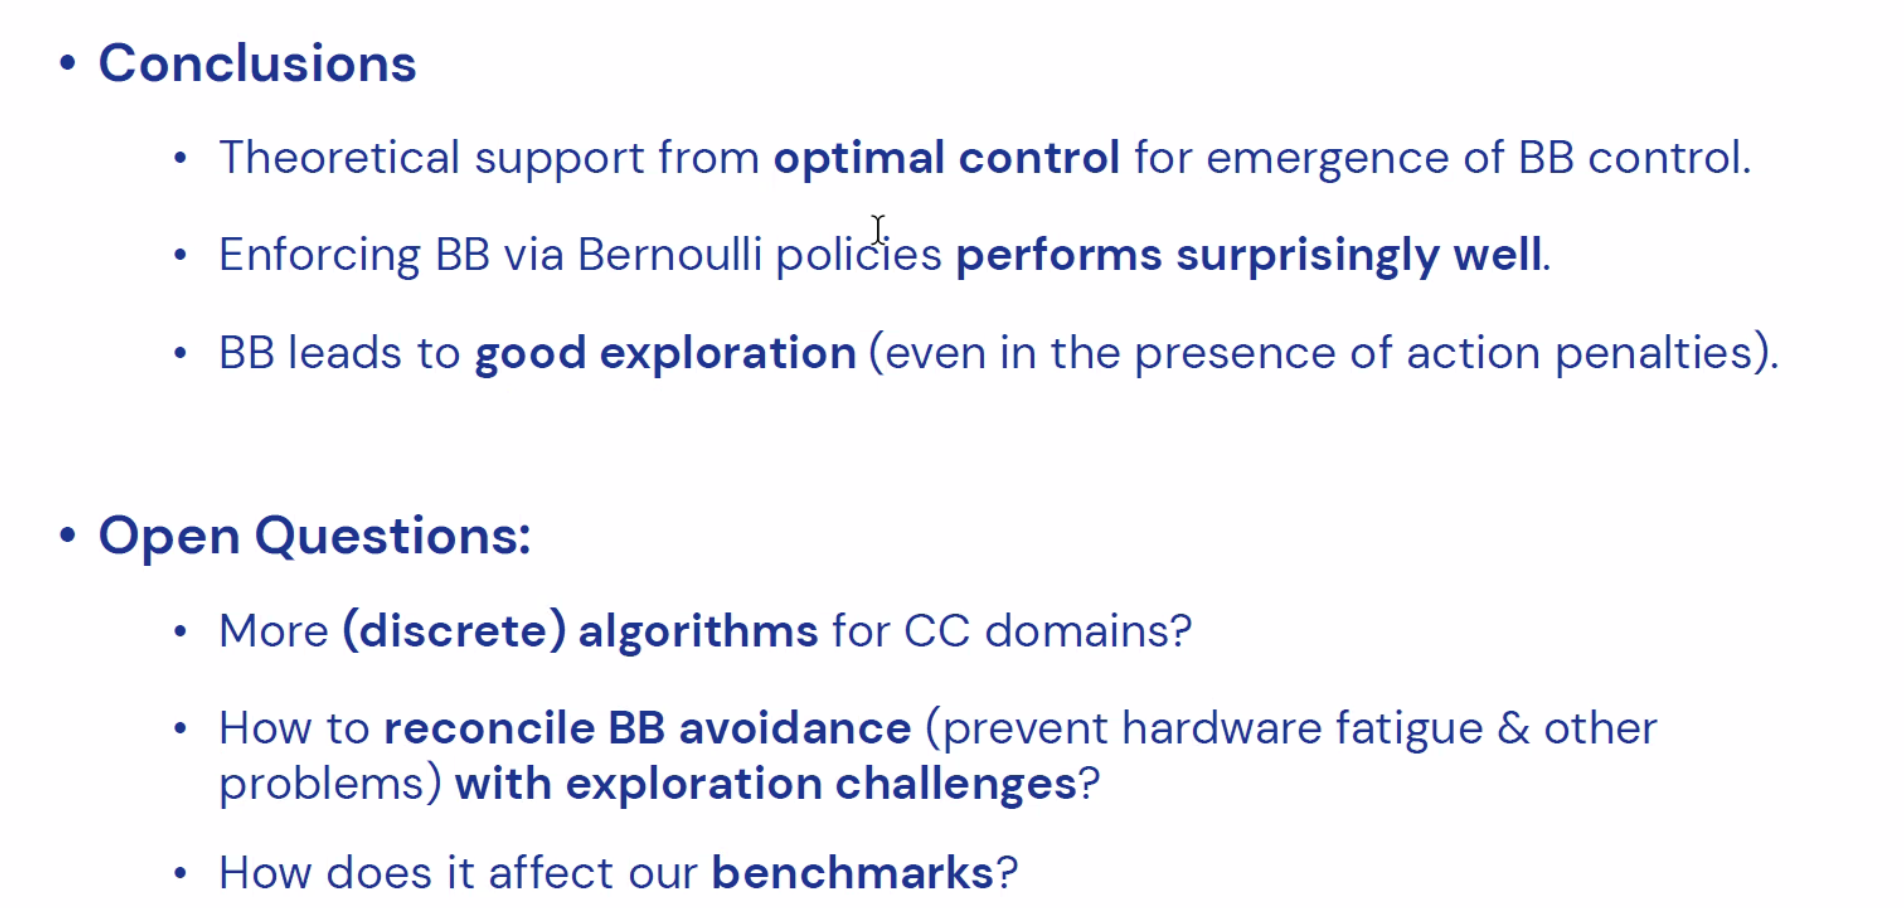 • Conclusions
• Theoretical support from optimal control for emergence of BB control.
• Enforcing BB via Bernoulli policies performs surprisingly well.
• BB leads to good exploration (even in the presence of action penalties).
• Open Questions:
• More (discrete) algorithms for CC domains?
• How to reconcile BB avoidance (prevent hardware fatigue & other
problems) with exploration challenges?
• How does it affect our benchmarks?